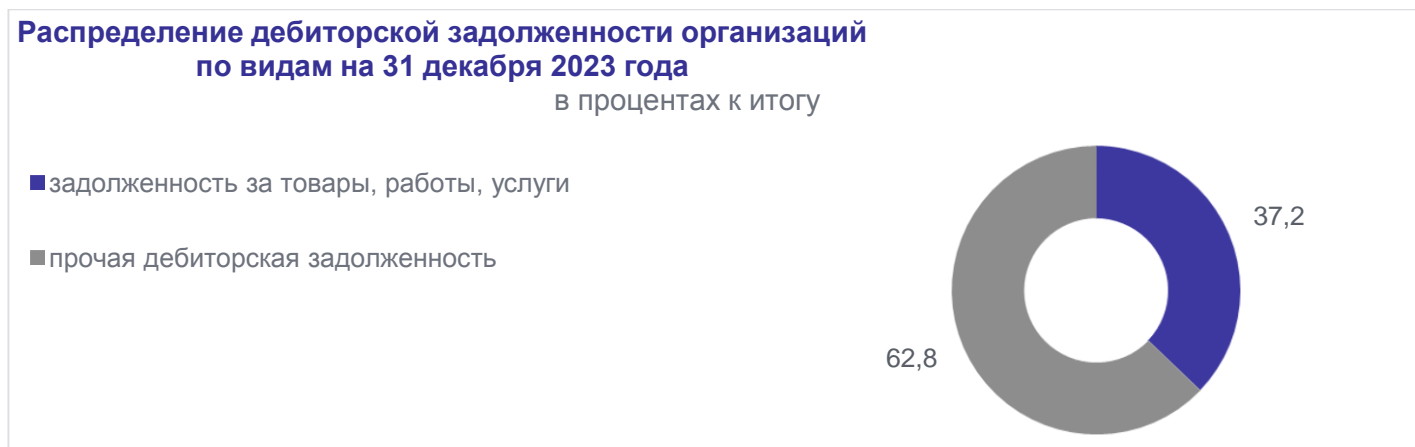 Распределение дебиторской задолженности организаций
по видам на 31 декабря 2023 года
в процентах к итогу
задолженность за товары, работы, услуги
прочая дебиторская задолженность
37,2
62,8